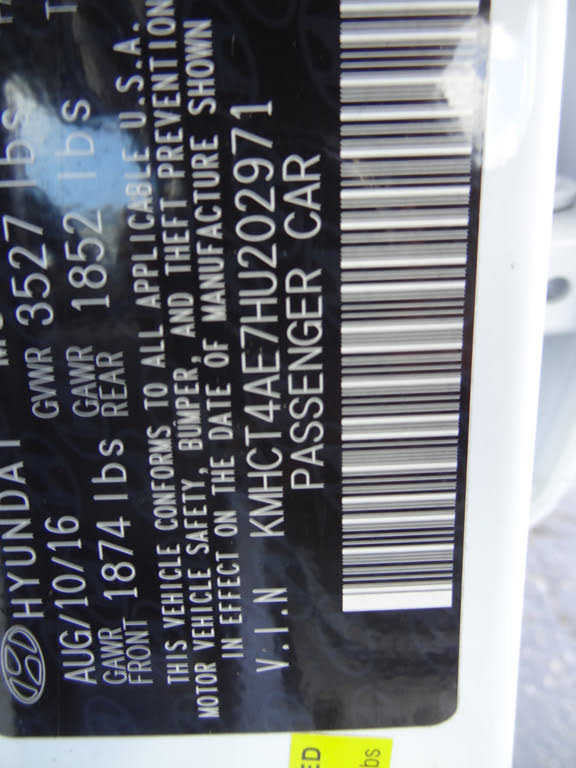 HYUNDAI
AUG/10/16 GVWR 3527 lbs
GAWR FRONT 1874 lbs GAWR REAR 1852 lbs
THIS VEHICLE CONFORMS TO ALL APPLICABLE U.S.A.
MOTOR VEHICLE SAFETY, BUMPER, AND THEFT PREVENTION
IN EFFECT ON THE DATE OF MANUFACTURE SHOWN
V.I.N KMHCT4AE7HU202971
PASSENGER CAR
ED
bs